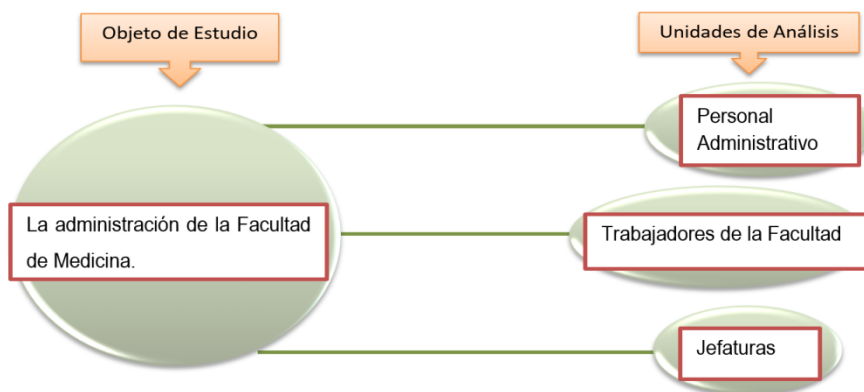 Objeto de Estudio
Unidades de Análisis
Personal
Administrativo
La administración de la Facultad
de Medicina.
Trabajadores de la Facultad
Jefaturas